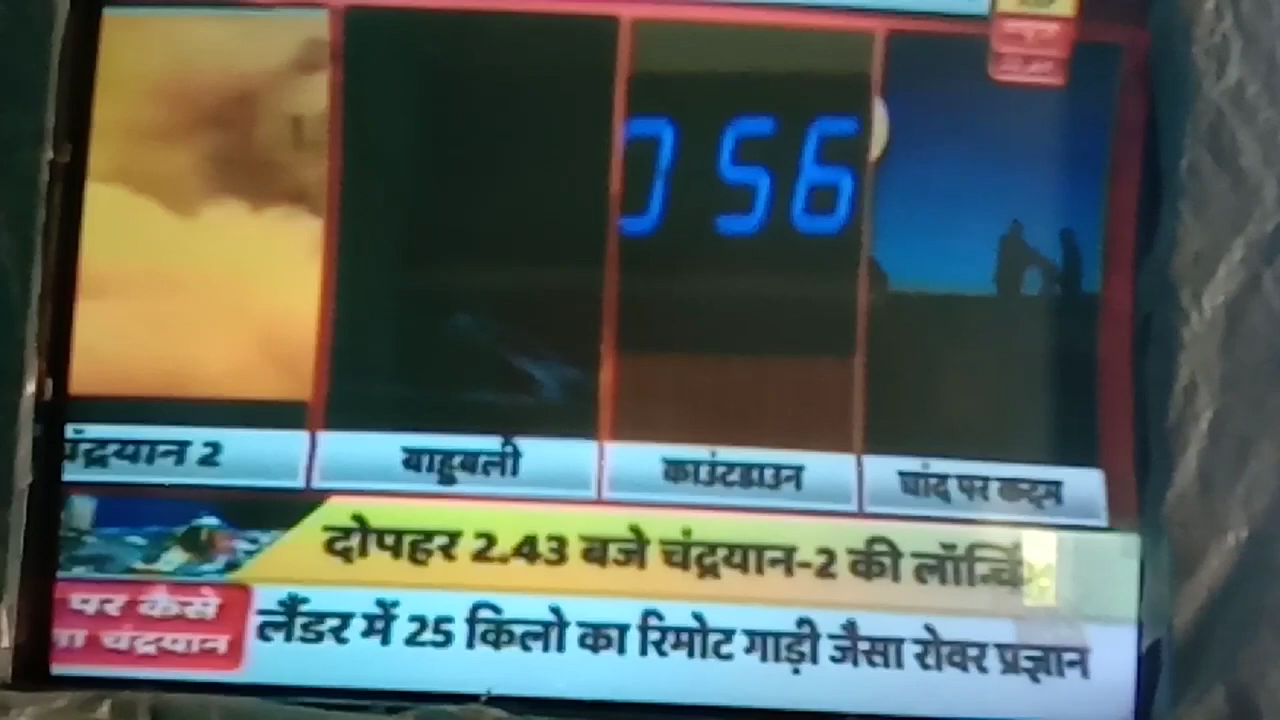 56
चंद्रयान 2
बाहुबली
काउंटडाउन
चांद पर कदम
दोपहर 2.43 बजे चंद्रयान-2 की
पर कैसे
चंद्रयान
लैंडर में 25 किलो का रिमोट गाड़ी जैसा रोवर प्रज्ञान